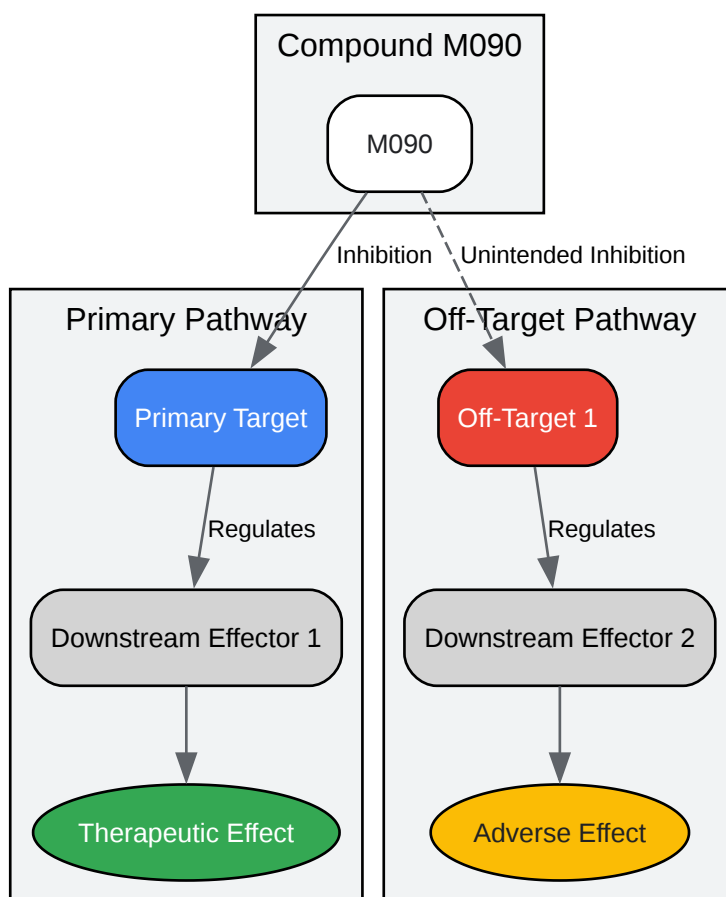 Compound M090
M090
Inhibition
Unintended Inhibition
Primary Pathway
Off-Target Pathway
Primary Target
Off-Target 1
Regulates
Regulates
Downstream Effector 1
Downstream Effector 2
Therapeutic Effect
Adverse Effect